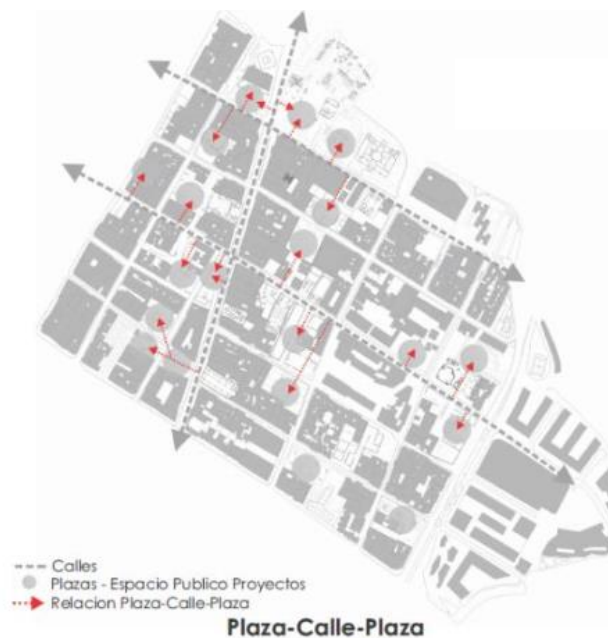 Calles
Plazas - Espacio Publico Proyectos
Relacion Plaza-Calle-Plaza
Plaza-Calle-Plaza